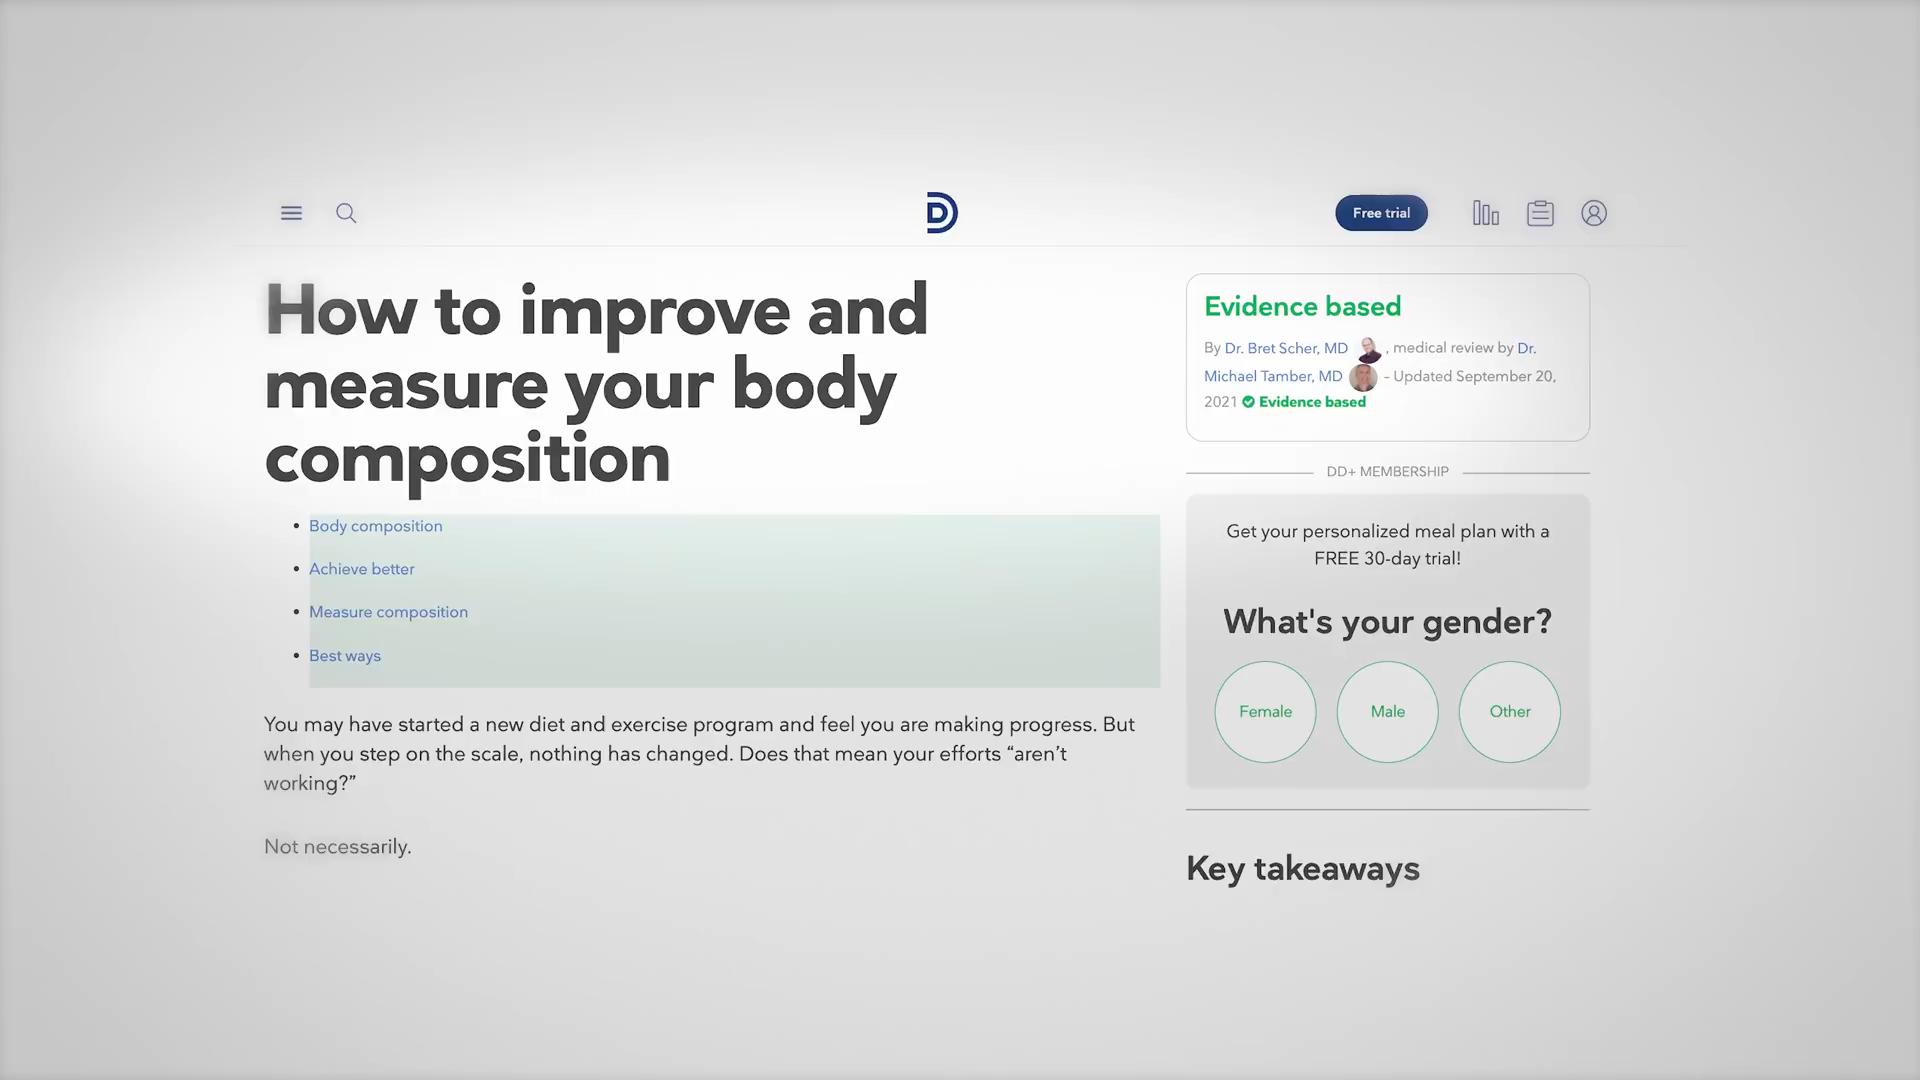 Free trial
How to improve and
measure your body
composition
Body composition
Achieve better
Measure composition
Best ways
You may have started a new diet and exercise program and feel you are making progress. But
when you step on the scale, nothing has changed. Does that mean your efforts “aren’t
working?”
Not necessarily.
Evidence based
By Dr. Bret Scher, MD , medical review by Dr.
Michael Tamber, MD – Updated September 20,
2021 Evidence based
DD+ MEMBERSHIP
Get your personalized meal plan with a
FREE 30-day trial!
What's your gender?
Female Male Other
Key takeaways